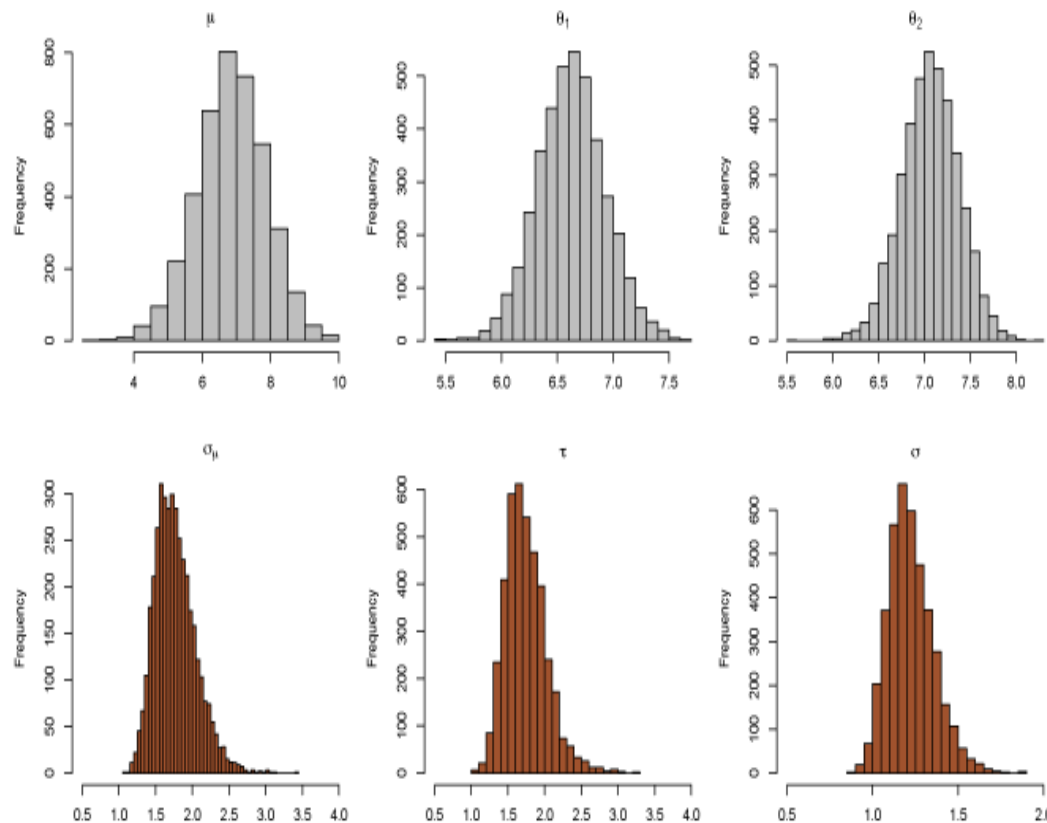 μ
θ1
θ2
Frequency
0 200 400 600 800
4 6 8 10
Frequency
0 100 200 300 400 500
5.5 6.0 6.5 7.0 7.5
Frequency
0 100 200 300 400 500
5.5 6.0 6.5 7.0 7.5 8.0
σμ
τ
σ
Frequency
0 50 100 150 200 250 300
0.5 1.0 1.5 2.0 2.5 3.0 3.5 4.0
Frequency
0 100 200 300 400 500 600
0.5 1.0 1.5 2.0 2.5 3.0 3.5 4.0
Frequency
0 100 200 300 400 500 600
0.5 1.0 1.5 2.0